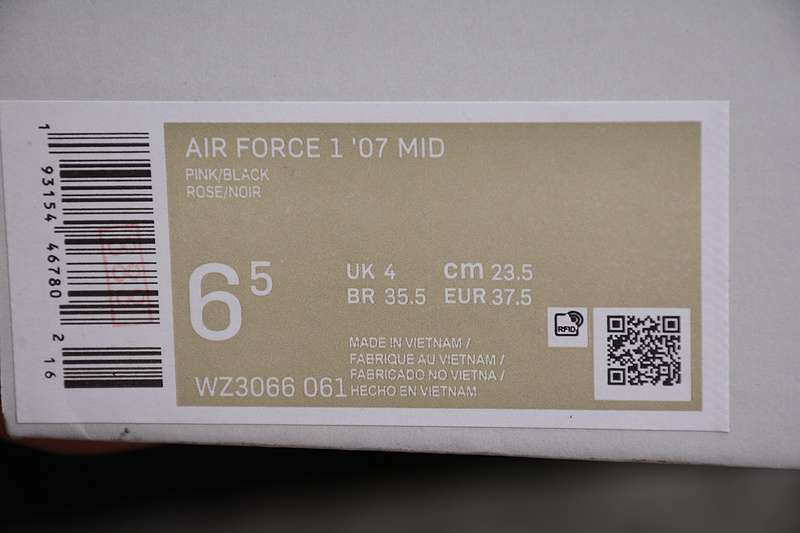 AIR FORCE 1 '07 MID
PINK/BLACK
ROSE/NOIR
6 5
UK 4 cm 23.5
BR 35.5 EUR 37.5
RFID
MADE IN VIETNAM /
FABRIQUE AU VIETNAM /
FABRICADO NO VIETNA /
HECHO EN VIETNAM
WZ3066 061
1 93154 46780 2 16